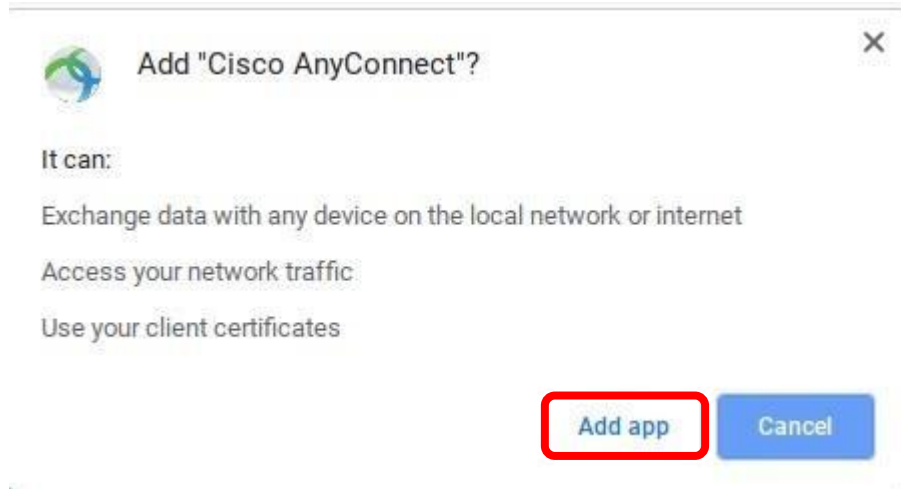 Add "Cisco AnyConnect"?
It can:
Exchange data with any device on the local network or internet
Access your network traffic
Use your client certificates
Add app
Cancel